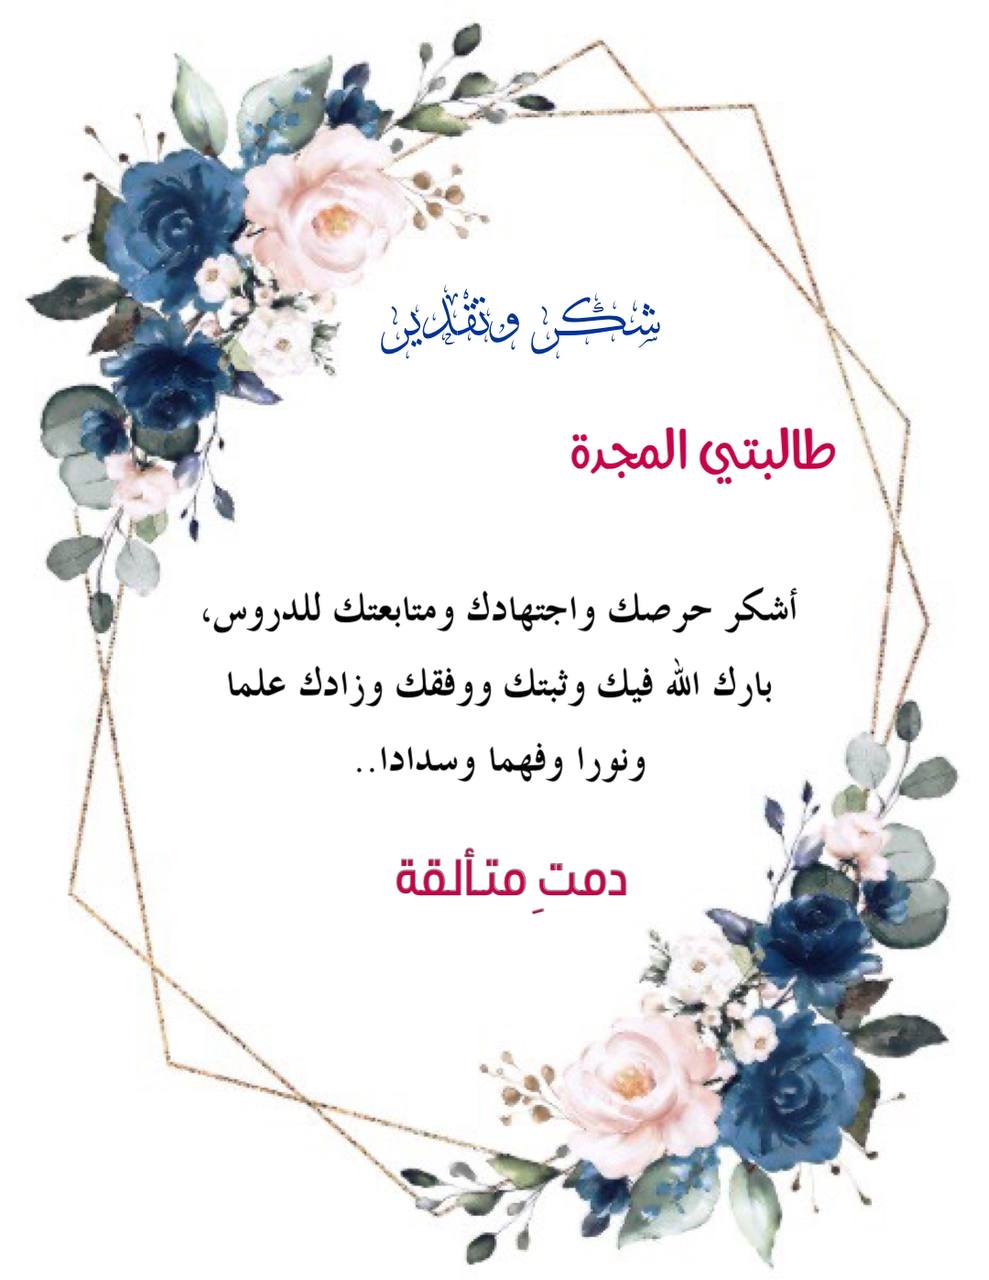 شكر وتقدير
طالبتي المجدة
أشكر حرصك واجتهادك ومتابعتك للدروس،
بارك الله فيك وثبتك ووفقك وزادك علما
ونورا وفهما وسدادا..
دمتِ متألقة